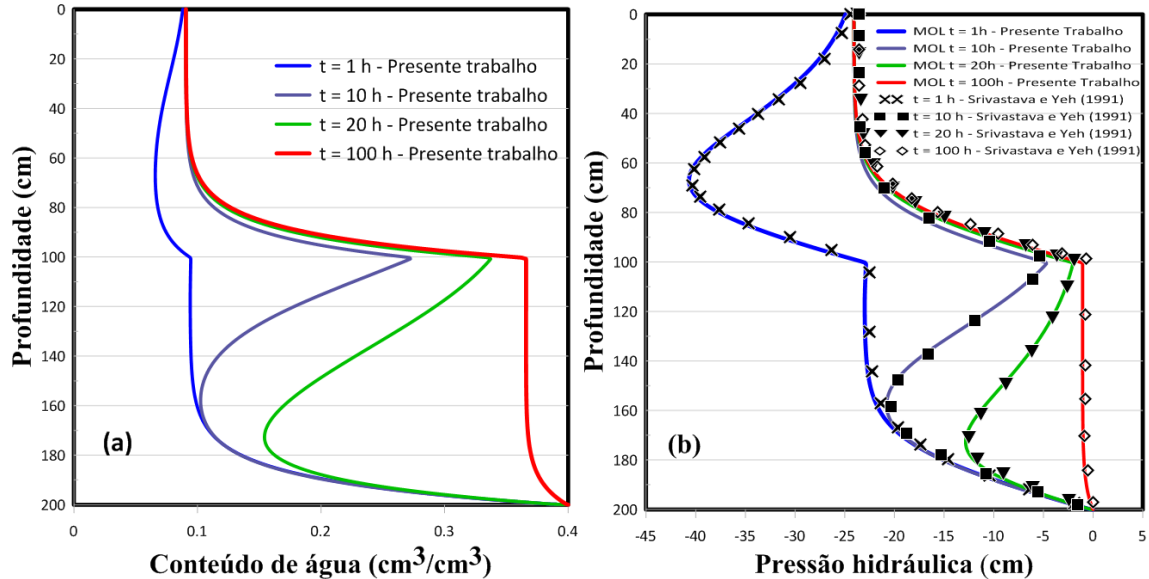 0
20
40
60
80
100
120
140
160
180
200
Profundidade (cm)
t = 1 h - Presente trabalho
t = 10 h - Presente trabalho
t = 20 h - Presente trabalho
t = 100 h - Presente trabalho
(a)
0 0.1 0.2 0.3 0.4
Conteúdo de água (cm³/cm³)
0
20
40
60
80
100
120
140
160
180
200
Profundidade (cm)
MOL t = 1h - Presente Trabalho
MOL t = 10h - Presente Trabalho
MOL t = 20h - Presente Trabalho
MOL t = 100h - Presente Trabalho
t = 1 h - Srivastava e Yeh (1991)
t = 10 h - Srivastava e Yeh (1991)
t = 20 h - Srivastava e Yeh (1991)
t = 100 h - Srivastava e Yeh (1991)
(b)
-45 -40 -35 -30 -25 -20 -15 -10 -5 0 5
Pressão hidráulica (cm)